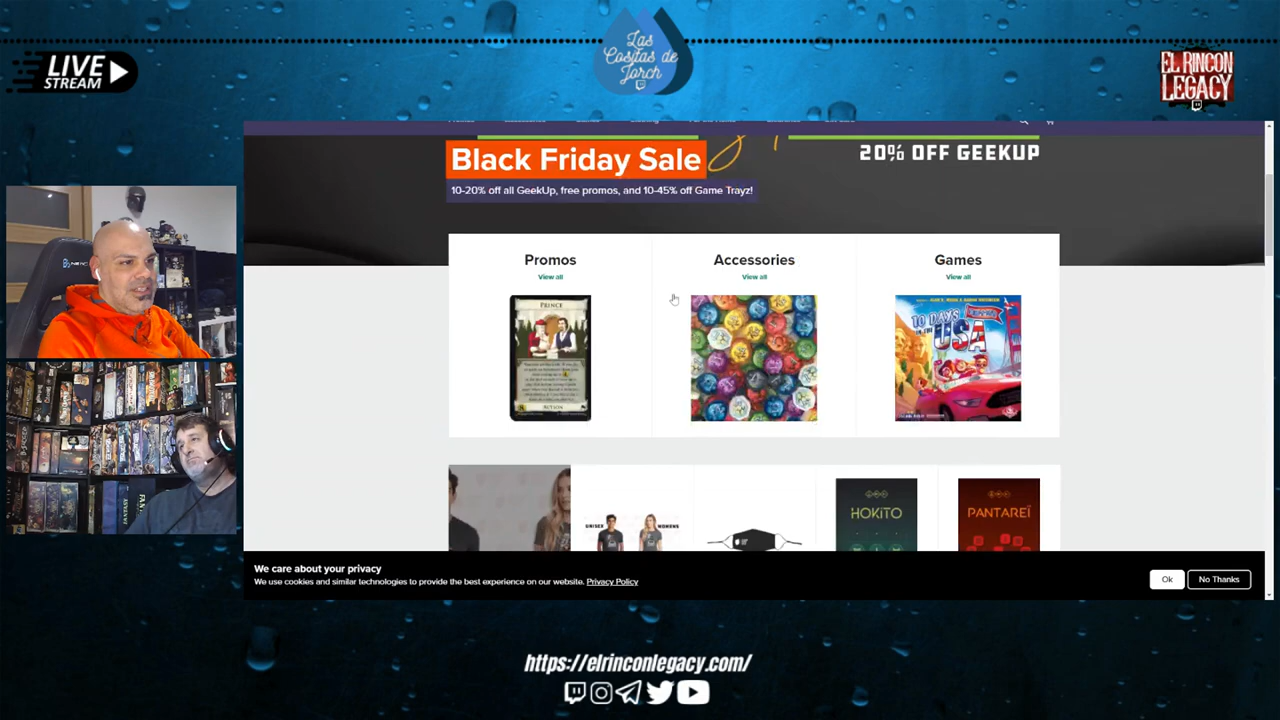 Las
Cositas de
Jorch
LIVE
STREAM
EL RINCON
LEGACY
Black Friday Sale
20% OFF GEEKUP
10-20% off all GeekUp, free promos, and 10-45% off Game Trayz!
Promos
Accessories
Games
View all
View all
View all
PRINCE
ACTION
10 DAYS
IN THE
USA
UNISEX
WOMENS
HOKITO
PANTAREÏ
We care about your privacy
We use cookies and similar technologies to provide the best experience on our website. Privacy Policy
Ok
No Thanks
https://elrinconlegacy.com/